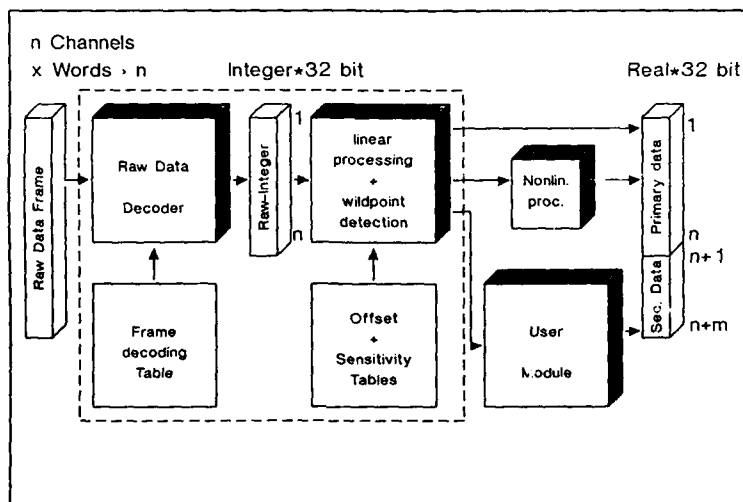 n Channels
x Words > n
Integer*32 bit
Real*32 bit
Raw Data Frame
Raw Data
Decoder
Frame
decoding
Table
Raw-Integer
1
n
linear
processing
+
wildpoint
detection
Offset
+
Sensitivity
Tables
Nonlin.
proc.
User
Module
Primary data
Sec. Data
1
n
n+1
n+m